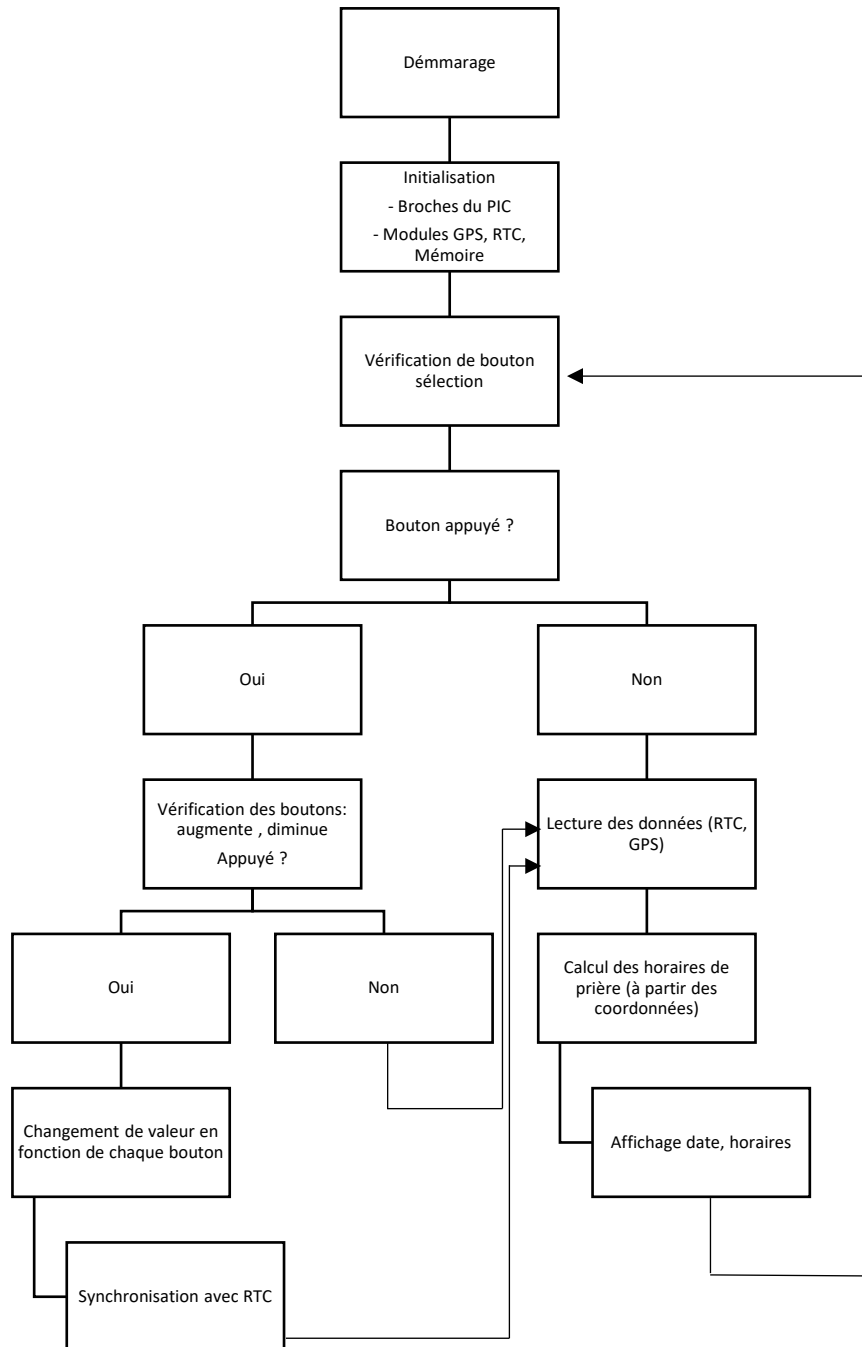 Démmarage
Initialisation
- Broches du PIC
- Modules GPS, RTC,
Mémoire
Vérification de bouton
sélection
Bouton appuyé ?
Oui
Non
Vérification des boutons:
augmente , diminue
Appuyé ?
Lecture des données (RTC,
GPS)
Oui
Non
Calcul des horaires de
prière (à partir des
coordonnées)
Changement de valeur en
fonction de chaque bouton
Affichage date, horaires
Synchronisation avec RTC